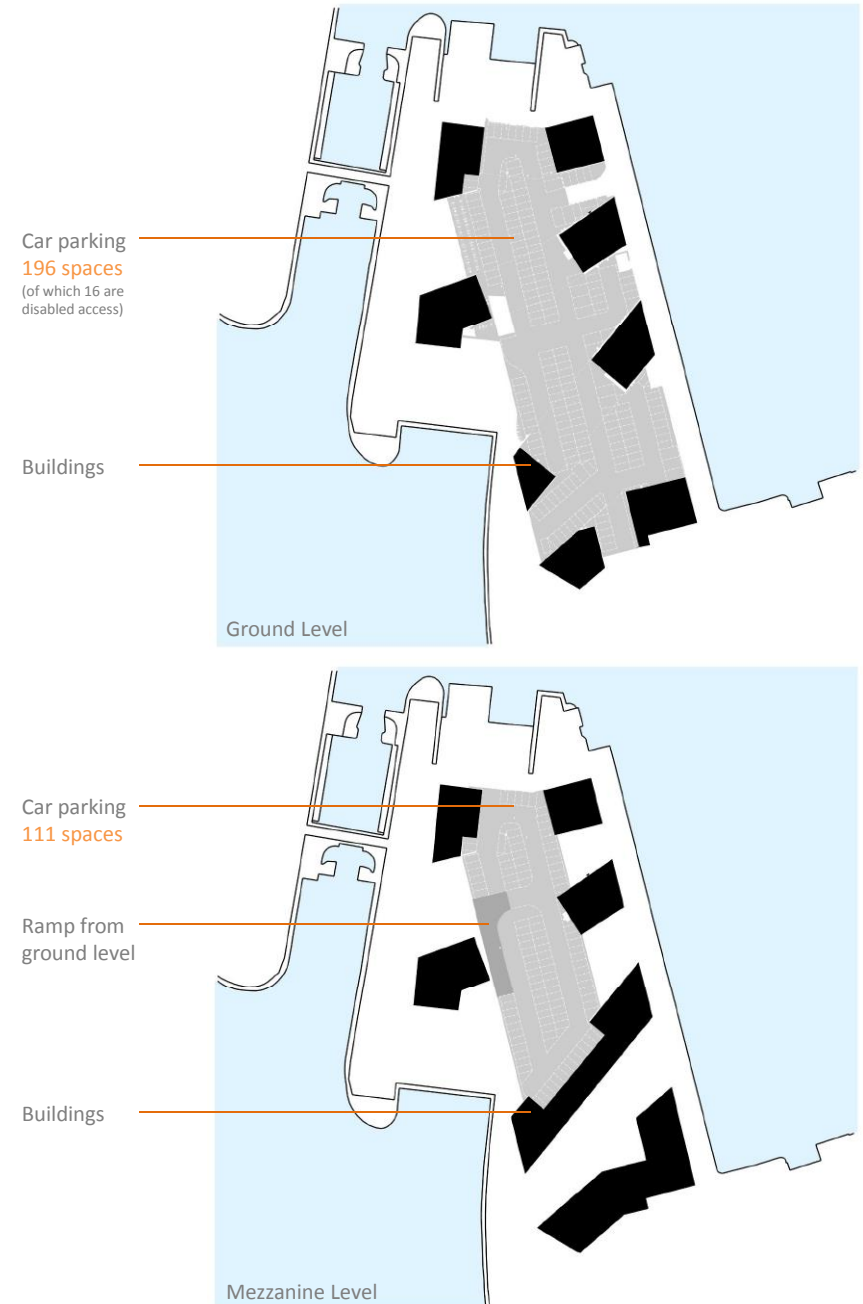 Car parking
196 spaces
(of which 16 are
disabled access)
Buildings
Ground Level
Car parking
111 spaces
Ramp from
ground level
Buildings
Mezzanine Level